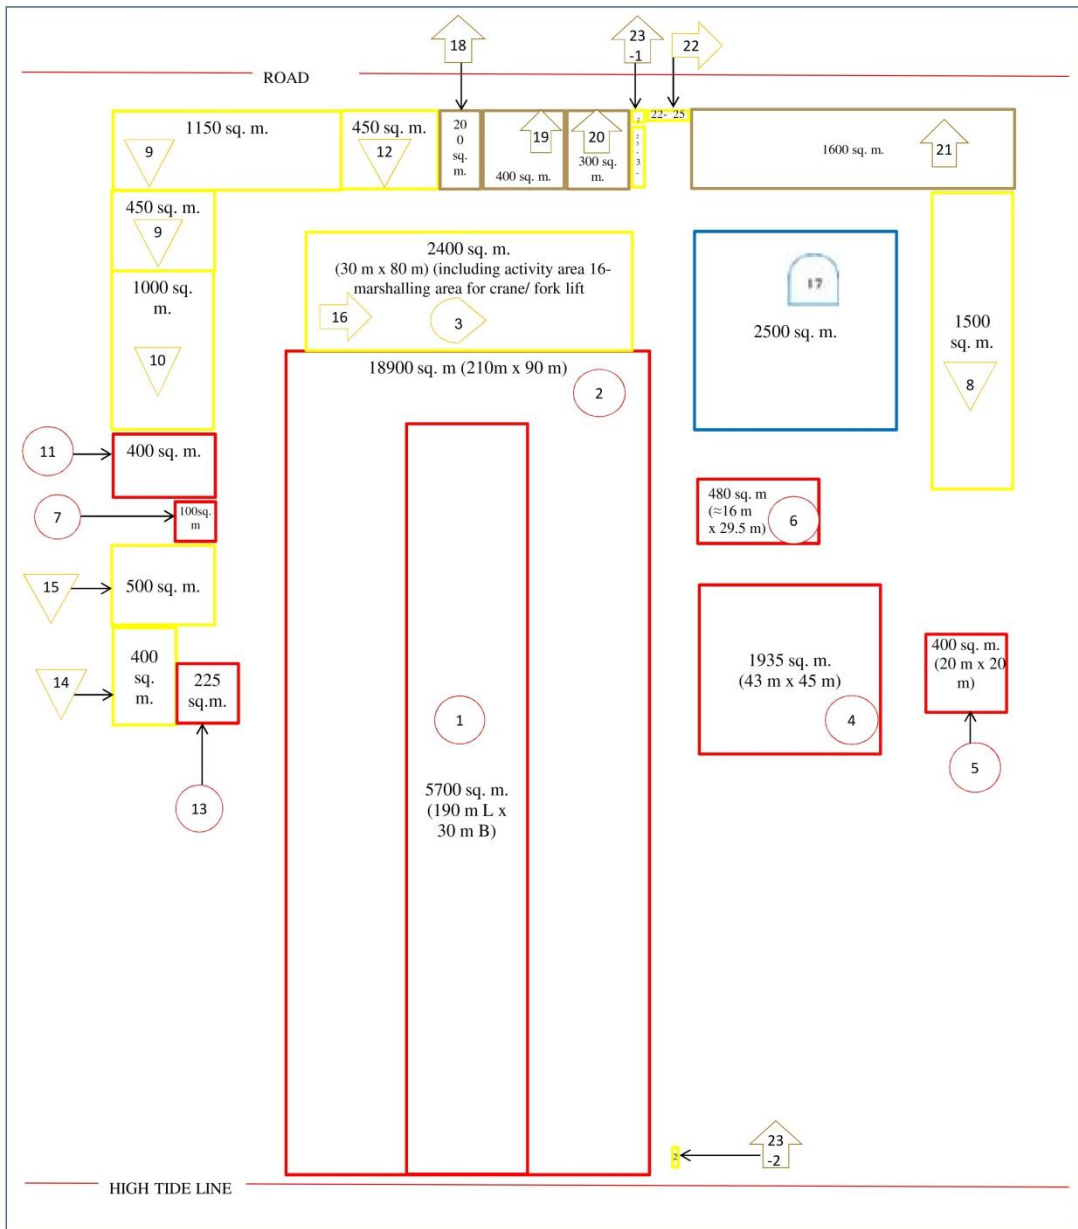 18
23
-1
22
ROAD
1150 sq. m.
9
450 sq. m.
12
20
0
sq.
m.
19
400 sq. m.
20
300 sq.
m.
2
22- 25
2
3
-
3
-
1600 sq. m.
21
450 sq. m.
9
1000 sq.
m.
10
2400 sq. m.
(30 m x 80 m) (including activity area 16-
marshalling area for crane/ fork lift
16
3
17
2500 sq. m.
1500
sq. m.
8
18900 sq. m (210m x 90 m)
2
11
400 sq. m.
7
100sq.
m
480 sq. m
(≈16 m
x 29.5 m)
6
15
500 sq. m.
14
400
sq.
m.
225
sq.m.
13
1
5700 sq. m.
(190 m L x
30 m B)
1935 sq. m.
(43 m x 45 m)
4
400 sq. m.
(20 m x 20
m)
5
2
23
-2
HIGH TIDE LINE